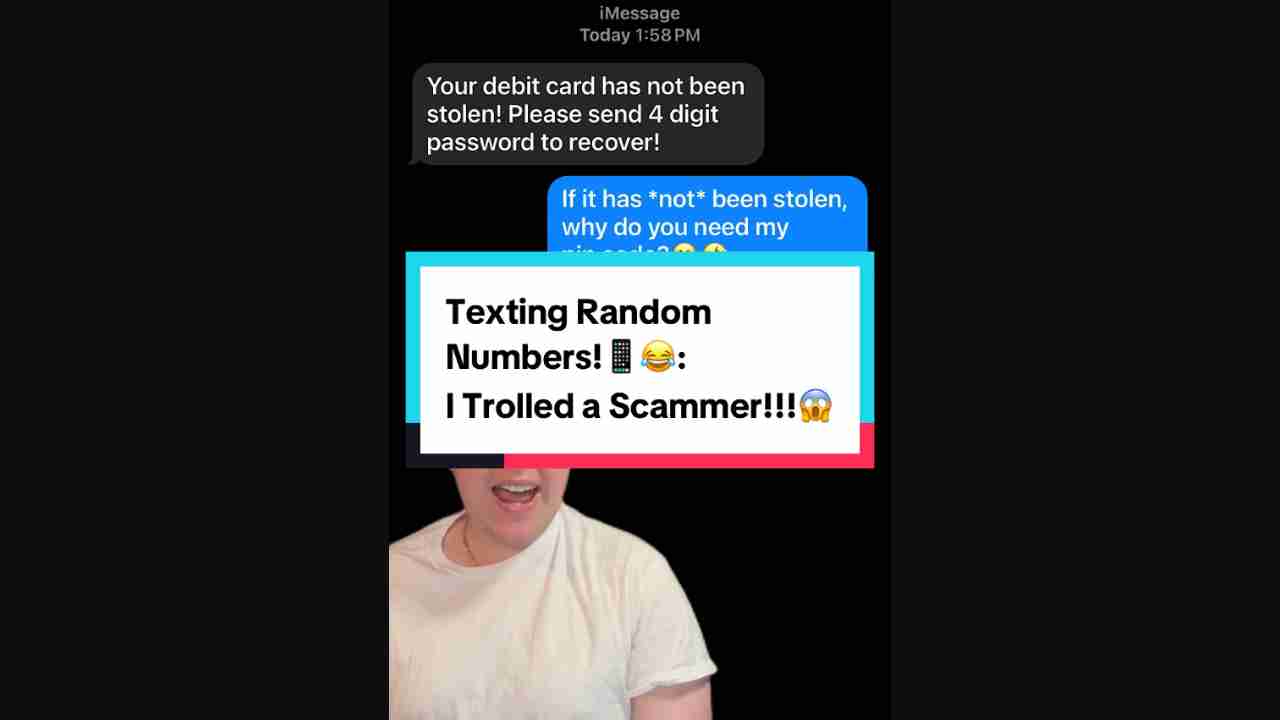 iMessage
Today 1:58 PM
Your debit card has not been
stolen! Please send 4 digit
password to recover!
If it has *not* been stolen,
why do you need my
Texting Random
Numbers!📱😂:
I Trolled a Scammer!!!😱